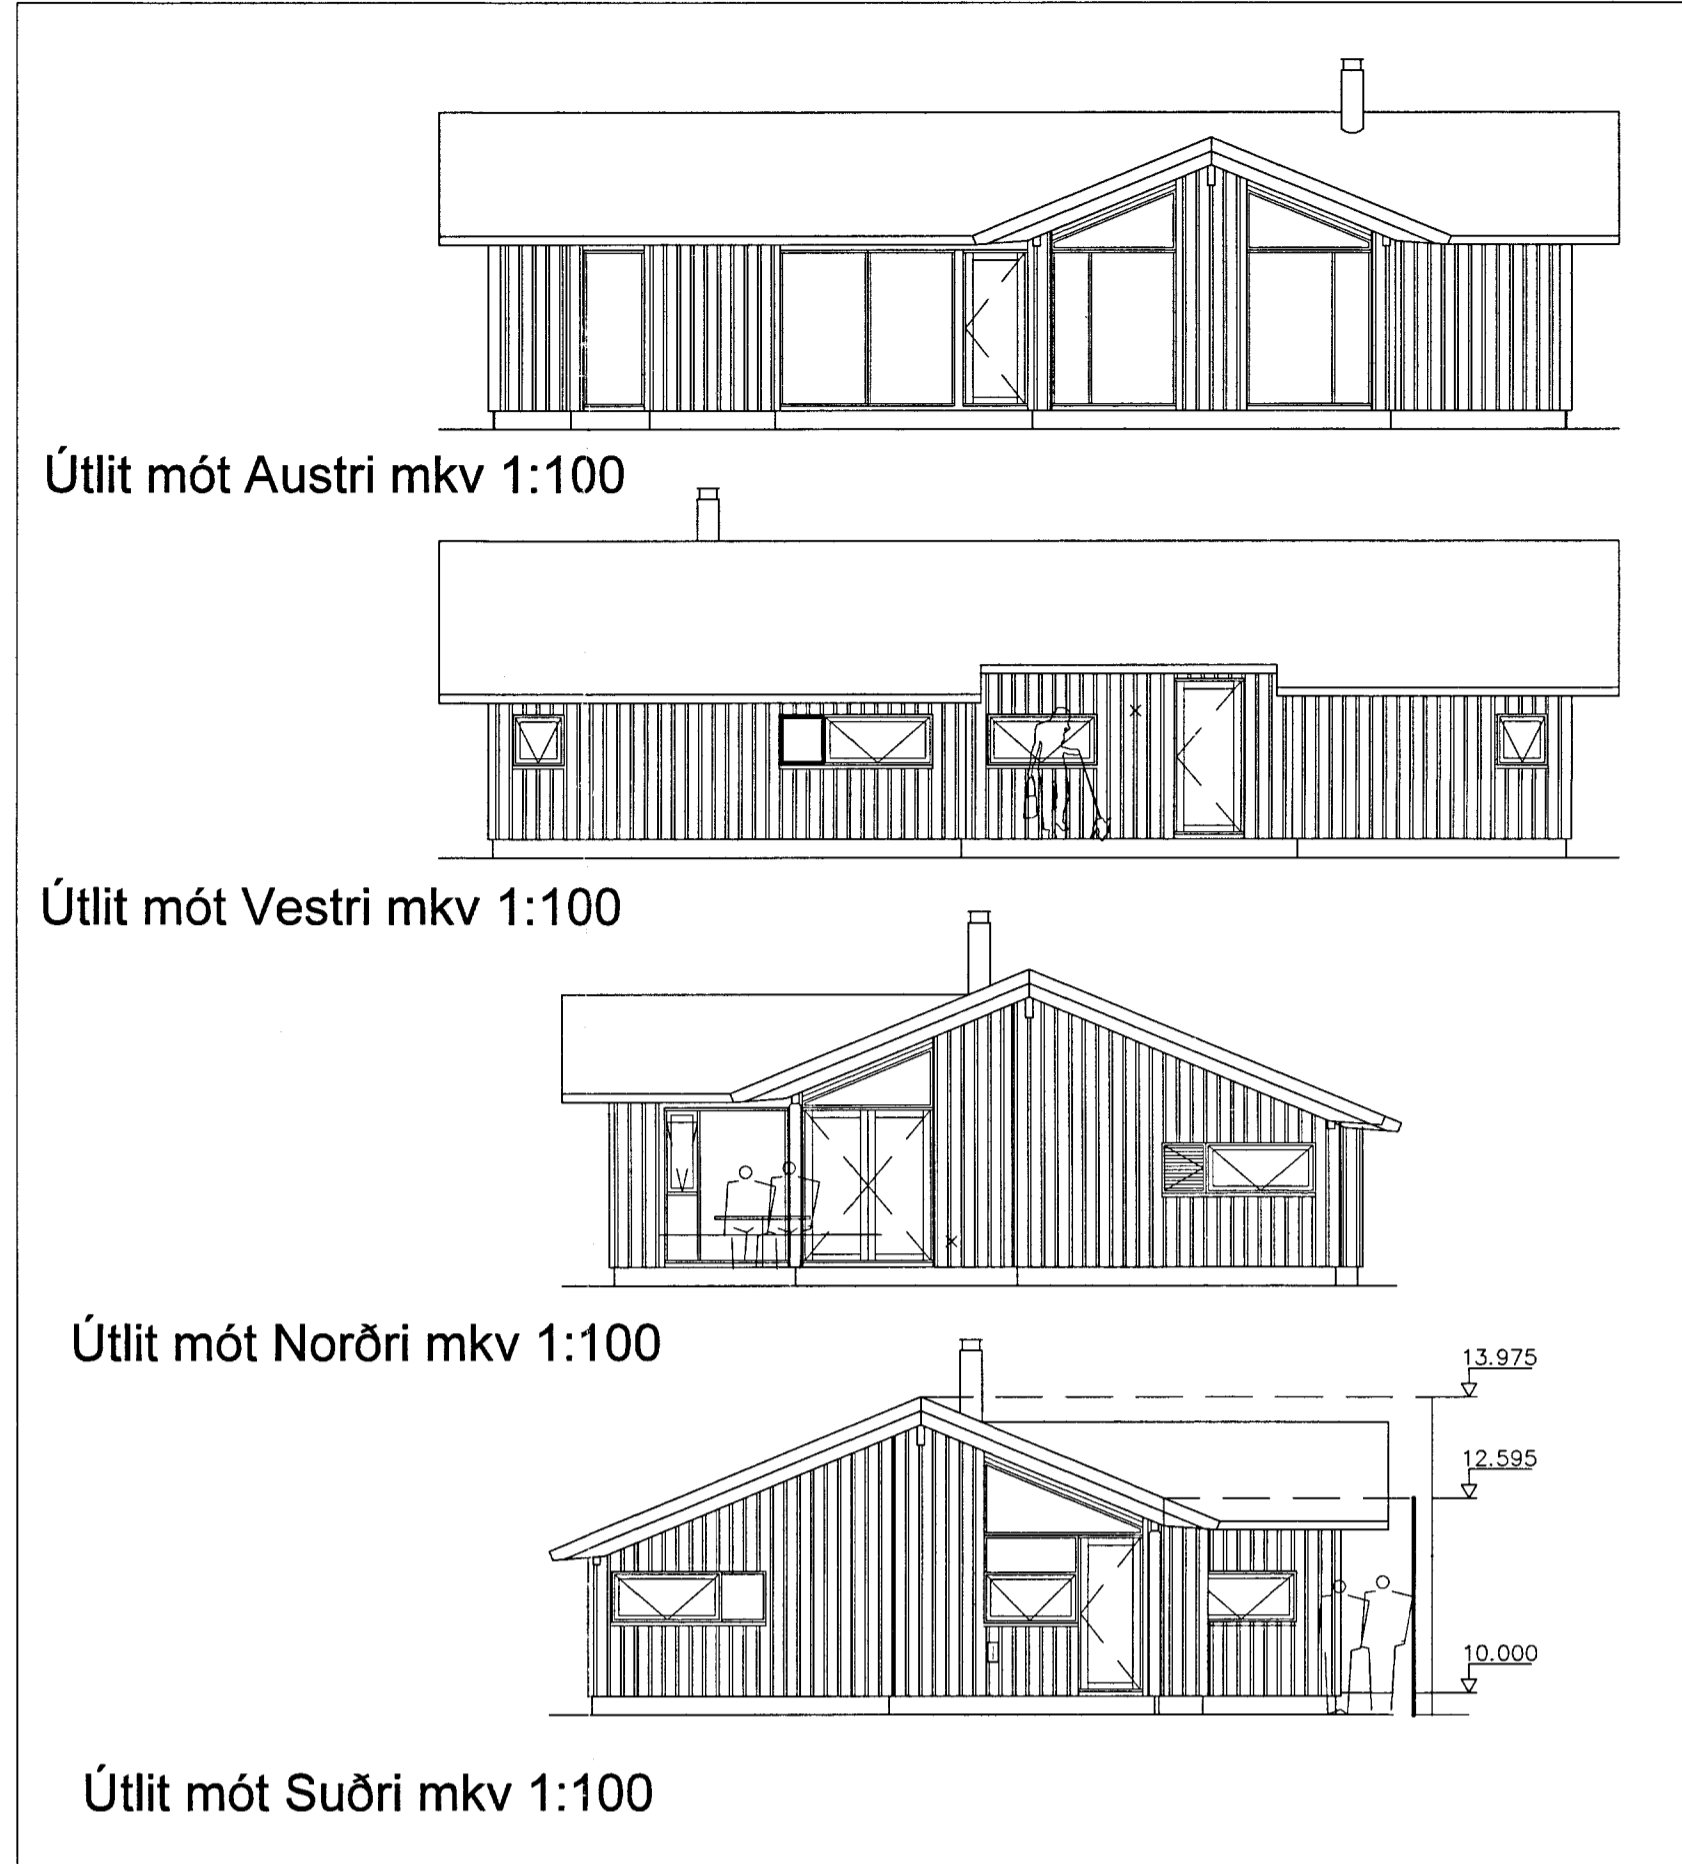 Útlit mót Austri mkv 1:100
Útlit mót Vestri mkv 1:100
Útlit mót Norðri mkv 1:100
13.975
12.595
10.000
Útlit mót Suðri mkv 1:100